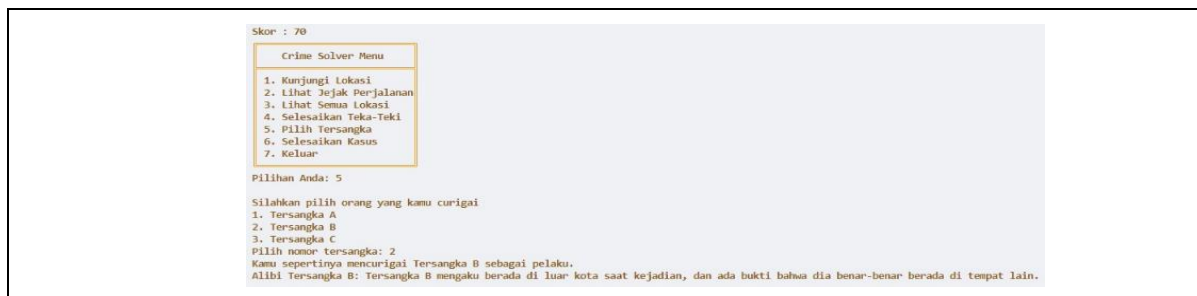 Skor : 70
Crime Solver Menu
1. Kunjungi Lokasi
2. Lihat Jejak Perjalanan
3. Lihat Semua Lokasi
4. Selesaikan Teka-Teki
5. Pilih Tersangka
6. Selesaikan Kasus
7. Keluar
Pilihan Anda: 5
Silahkan pilih orang yang kamu curigai
1. Tersangka A
2. Tersangka B
3. Tersangka C
Pilih nomor tersangka: 2
Kamu sepertinya mencurigai Tersangka B sebagai pelaku.
Alibi Tersangka B: Tersangka B mengaku berada di luar kota saat kejadian, dan ada bukti bahwa dia benar-benar berada di tempat lain.